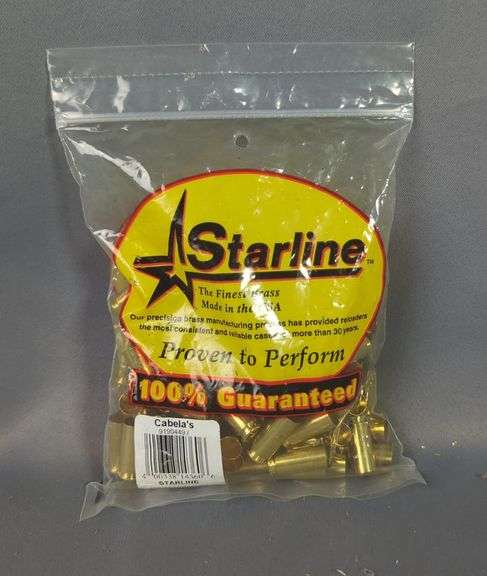 Starline™
The Finest Brass
Made in the USA
Our precision brass manufacturing process has provided reloaders
the most consistent and reliable cases for more than 30 years.
Proven to Perform
100% Guaranteed
Cabela's
STARLINE